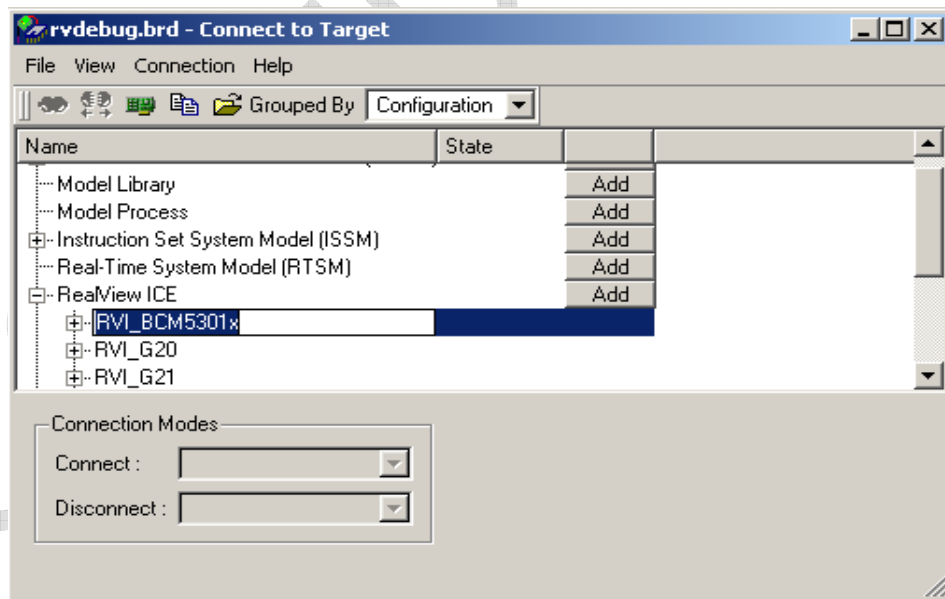 rvdebug.brd - Connect to Target
File View Connection Help
Grouped By Configuration
Name State
Model Library Add
Model Process Add
Instruction Set System Model (ISSM) Add
Real-Time System Model (RTSM) Add
RealView ICE Add
RVI_BCM5301x
RVI_G20
RVI_G21
Connection Modes
Connect :
Disconnect :